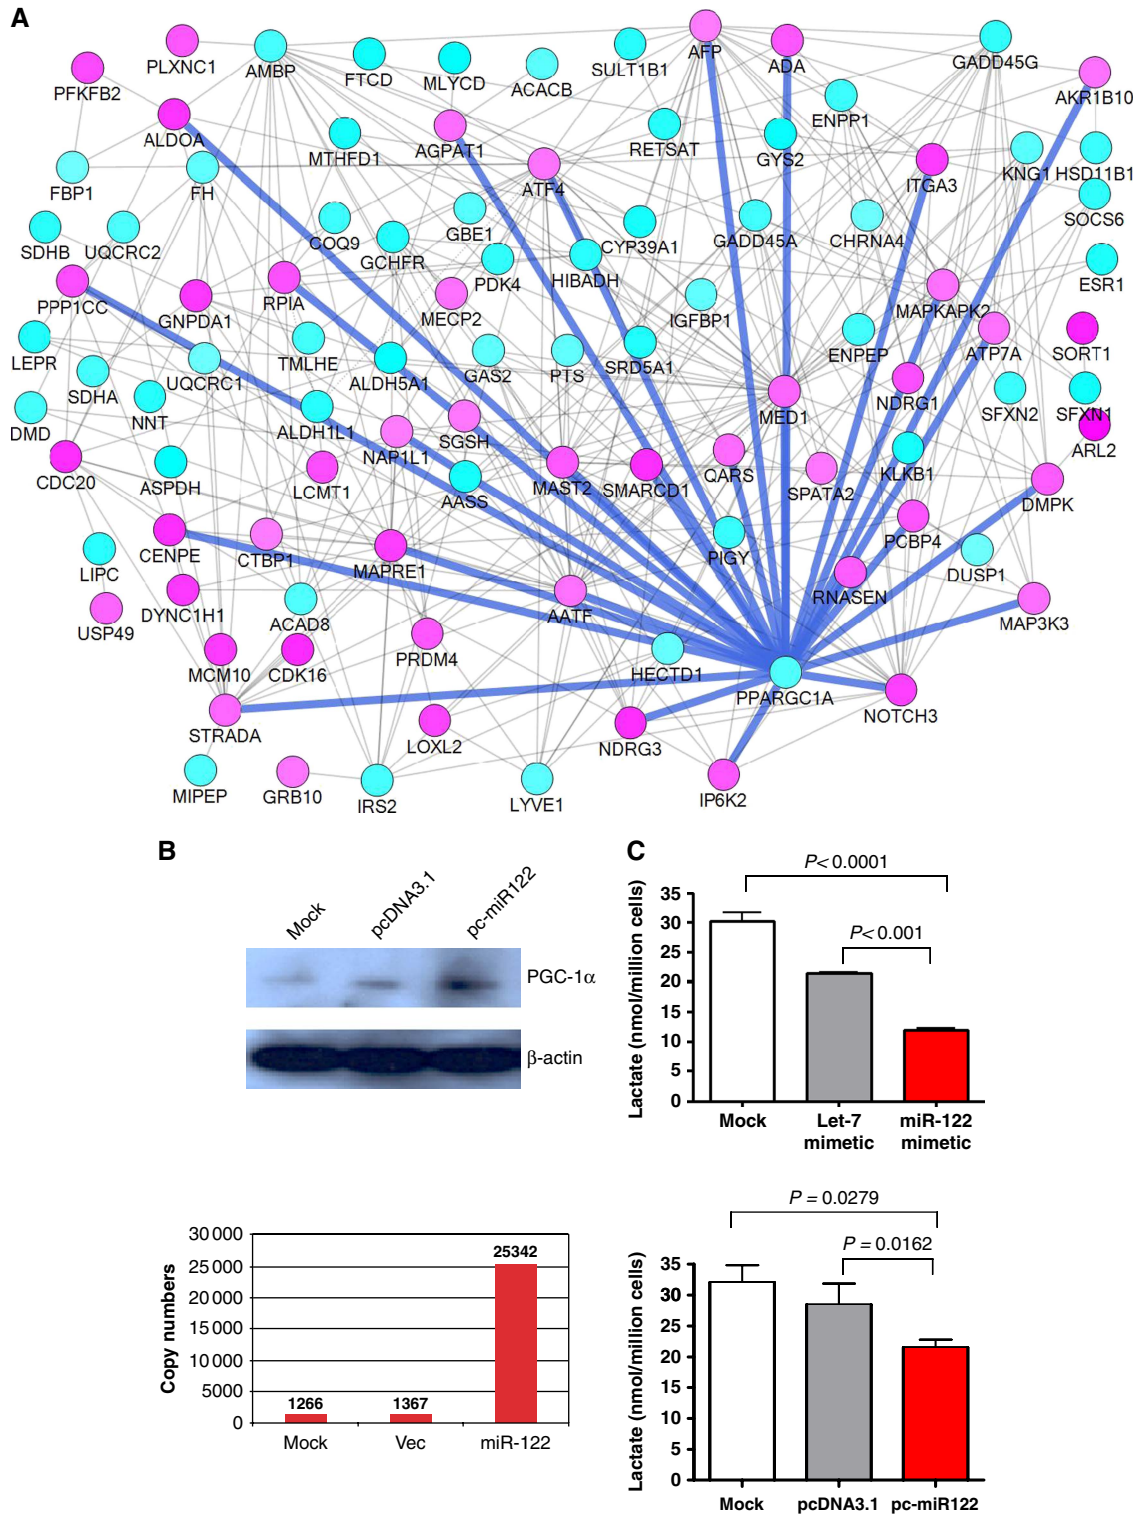 A
PLXNC1
AMBP
FTCD
MLYCD
ACACB
SULT1B1
AFP
ADA
GADD45G
PFKFB2
AKR1B10
ALDOA
MTHFD1
AGPAT1
RETSAT
GYS2
ENPP1
FBP1
FH
ATF4
ITGA3
KNG1
HSD11B1
SDHB
UQCRC2
COQ9
GCHFR
GBE1
CYP39A1
GADD45A
CHRNA4
SOCS6
PPP1CC
GNPDA1
RPIA
PDK4
HIBADH
MECP2
IGFBP1
MAPKAPK2
ESR1
LEPR
SDHA
UQCRC1
TMLHE
ALDH5A1
GAS2
PTS
SRD5A1
ENPEP
ATP7A
SORT1
DMD
NNT
ALDH1L1
SGSH
MED1
NDRG1
SFXN2
SFXN1
ARL2
CDC20
ASPDH
LCMT1
NAP1L1
AASS
MAST2
SMARCD1
QARS
SPATA2
KLKB1
DMPK
LIPC
CENPE
CTBP1
MAPRE1
PIGY
PCBP4
DUSP1
USP49
DYNC1H1
ACAD8
AATF
RNASEN
MAP3K3
MCM10
CDK16
PRDM4
HECTD1
PPARGC1A
NOTCH3
STRADA
LOXL2
NDRG3
MIPEP
GRB10
IRS2
LYVE1
IP6K2
B
Mock
pcDNA3.1
pc-miR122
PGC-1α
β-actin
Copy numbers
30 000
25 000
20 000
15 000
10 000
5000
0
1266
1367
25342
Mock
Vec
miR-122
C
P< 0.0001
P< 0.001
Lactate (nmol/million cells)
35
30
25
20
15
10
5
0
Mock
Let-7 mimetic
miR-122 mimetic
P = 0.0279
P = 0.0162
Lactate (nmol/million cells)
35
30
25
20
15
10
5
0
Mock
pcDNA3.1
pc-miR122